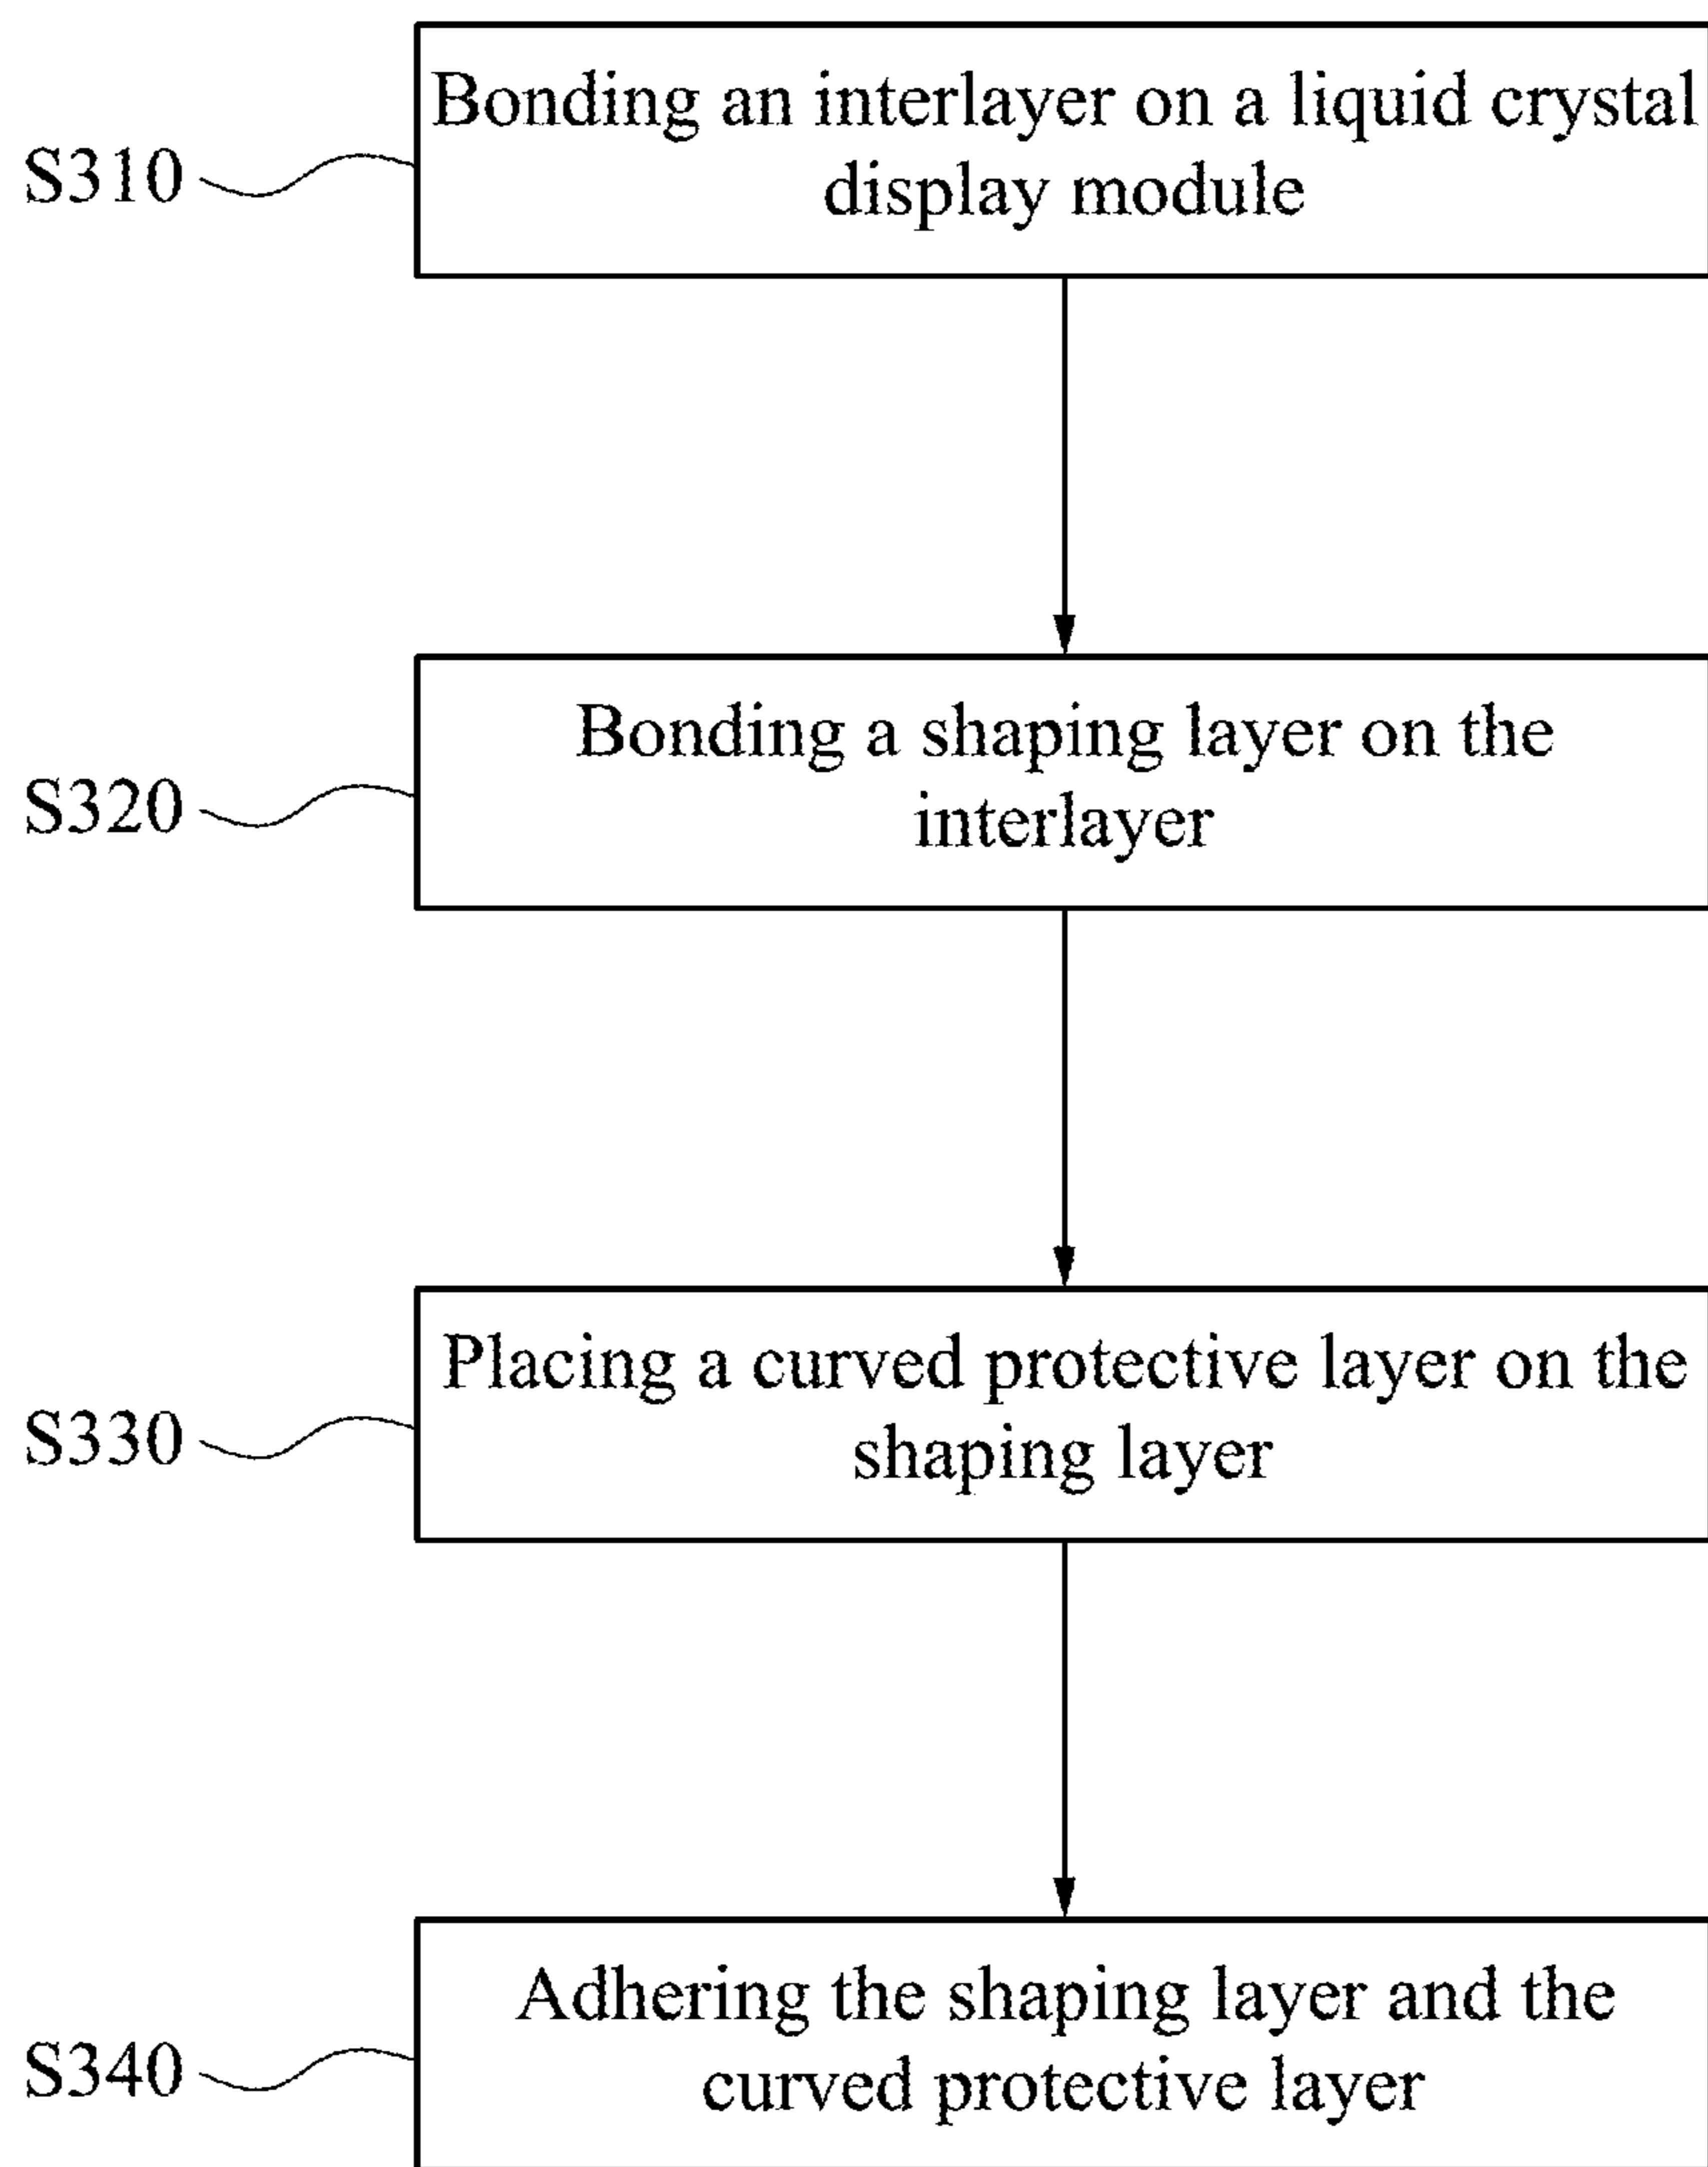 S310
Bonding an interlayer on a liquid crystal
display module
S320
Bonding a shaping layer on the
interlayer
S330
Placing a curved protective layer on the
shaping layer
S340
Adhering the shaping layer and the
curved protective layer